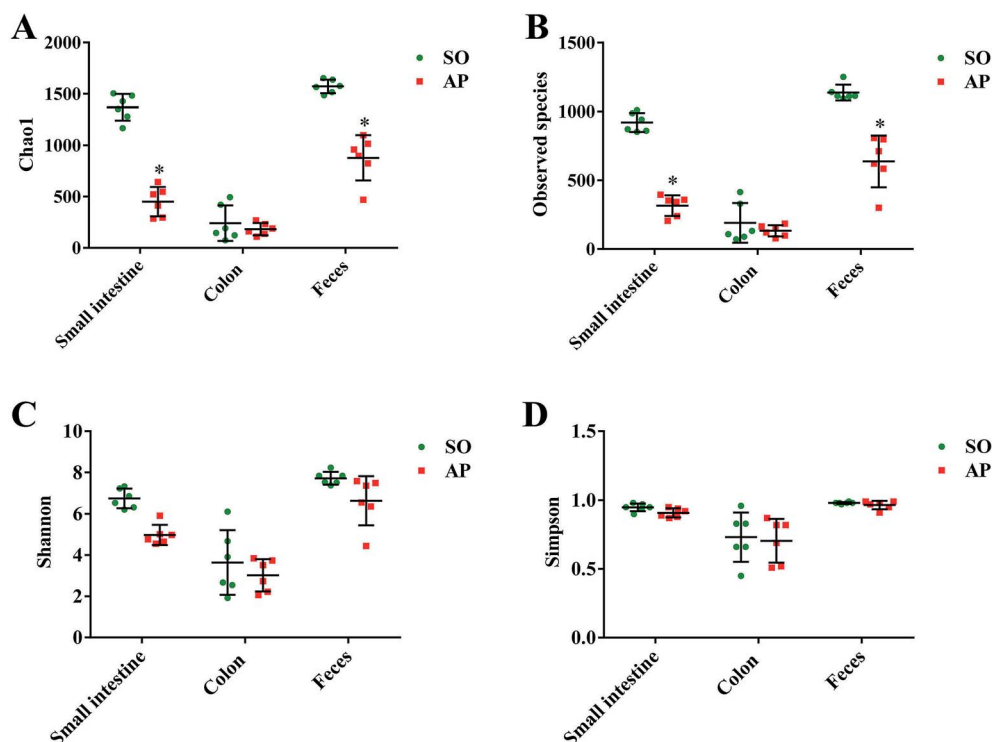 A
B
2000
1500
1000
500
0
Chao1
*
*
SO
AP
Small intestine
Colon
Feces
1500
1000
500
0
Observed species
*
*
SO
AP
Small intestine
Colon
Feces
C
D
10
8
6
4
2
0
Shannon
SO
AP
Small intestine
Colon
Feces
1.5
1.0
0.5
0.0
Simpson
SO
AP
Small intestine
Colon
Feces